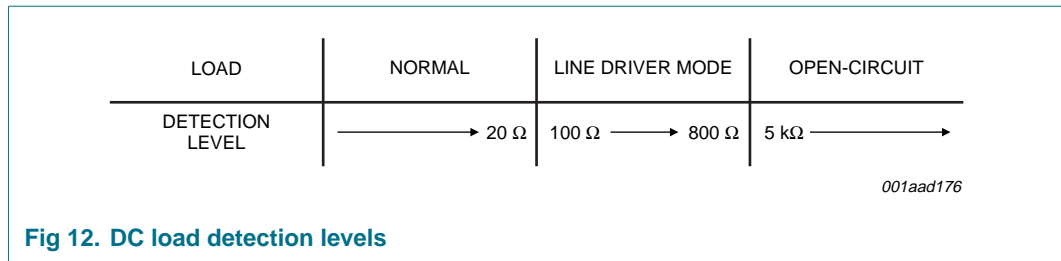 LOAD NORMAL LINE DRIVER MODE OPEN-CIRCUIT
DETECTION LEVEL 20 Ω 100 Ω 800 Ω 5 kΩ
001aad176
Fig 12. DC load detection levels